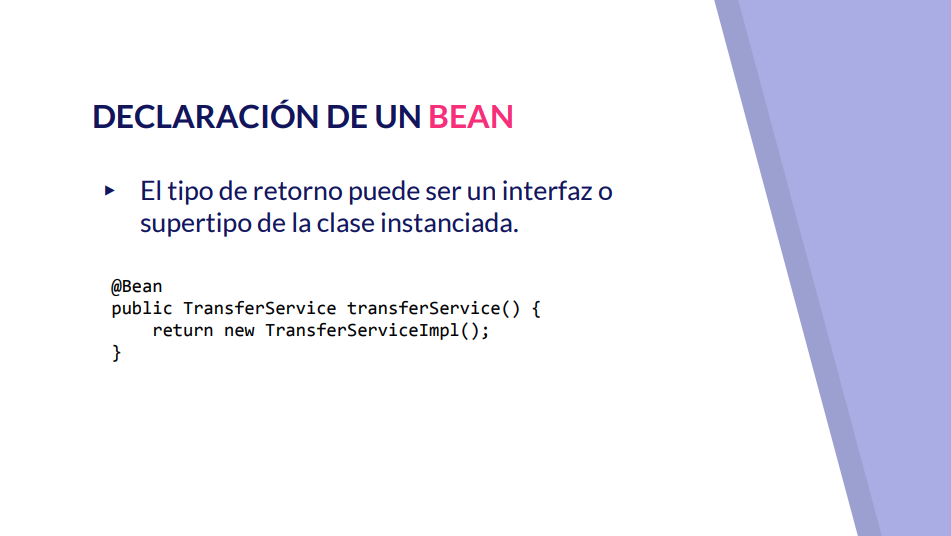 DECLARACIÓN DE UN BEAN
▸ El tipo de retorno puede ser un interfaz o
supertipo de la clase instanciada.
@Bean
public TransferService transferService() {
    return new TransferServiceImpl();
}